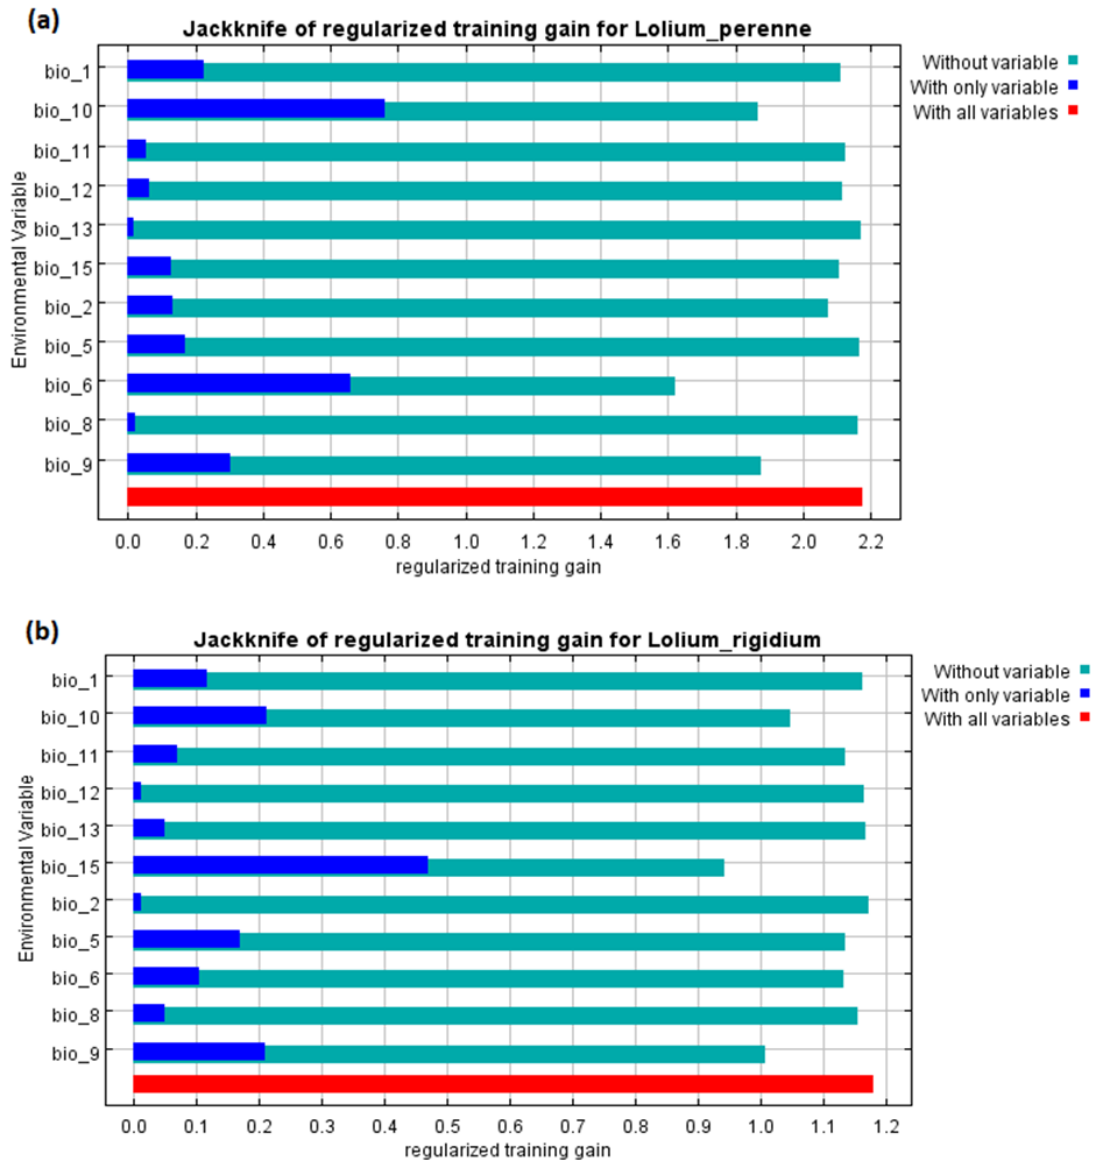 (a)
Jackknife of regularized training gain for Lolium_perenne
Without variable
With only variable
With all variables
Environmental Variable
bio_1
bio_10
bio_11
bio_12
bio_13
bio_15
bio_2
bio_5
bio_6
bio_8
bio_9
0.0 0.2 0.4 0.6 0.8 1.0 1.2 1.4 1.6 1.8 2.0 2.2
regularized training gain
(b)
Jackknife of regularized training gain for Lolium_rigidium
Without variable
With only variable
With all variables
Environmental Variable
bio_1
bio_10
bio_11
bio_12
bio_13
bio_15
bio_2
bio_5
bio_6
bio_8
bio_9
0.0 0.1 0.2 0.3 0.4 0.5 0.6 0.7 0.8 0.9 1.0 1.1 1.2
regularized training gain